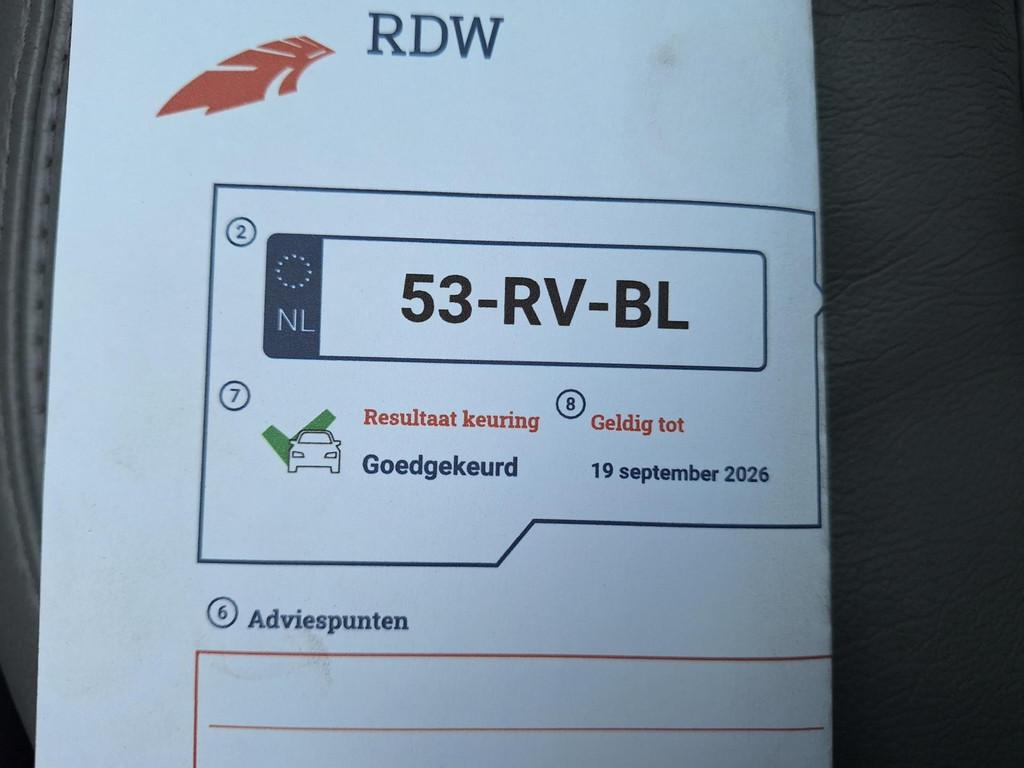 RDW
2
NL
53-RV-BL
7
Resultaat keuring
8
Geldig tot
Goedgekeurd
19 september 2026
6 Adviespunten